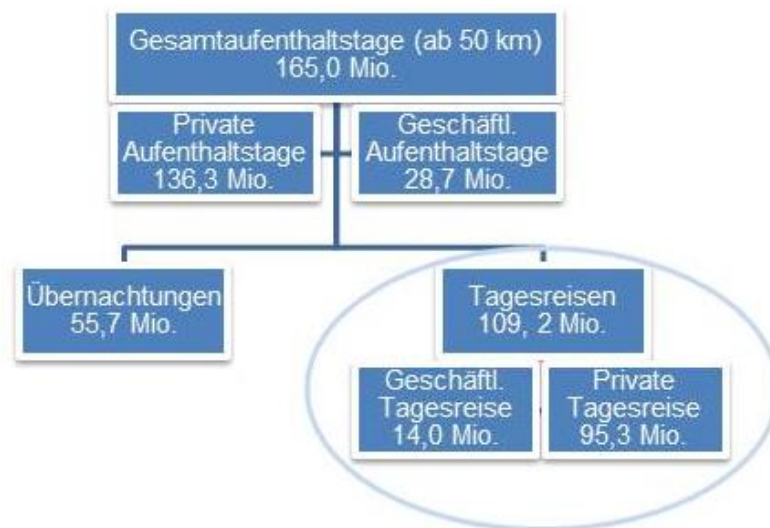 Gesamtaufenthaltstage (ab 50 km)
165,0 Mio.
Private
Aufenthaltstage
136,3 Mio.
Geschäftl.
Aufenthaltstage
28,7 Mio.
Übernachtungen
55,7 Mio.
Tagesreisen
109, 2 Mio.
Geschäftl.
Tagesreise
14,0 Mio.
Private
Tagesreise
95,3 Mio.